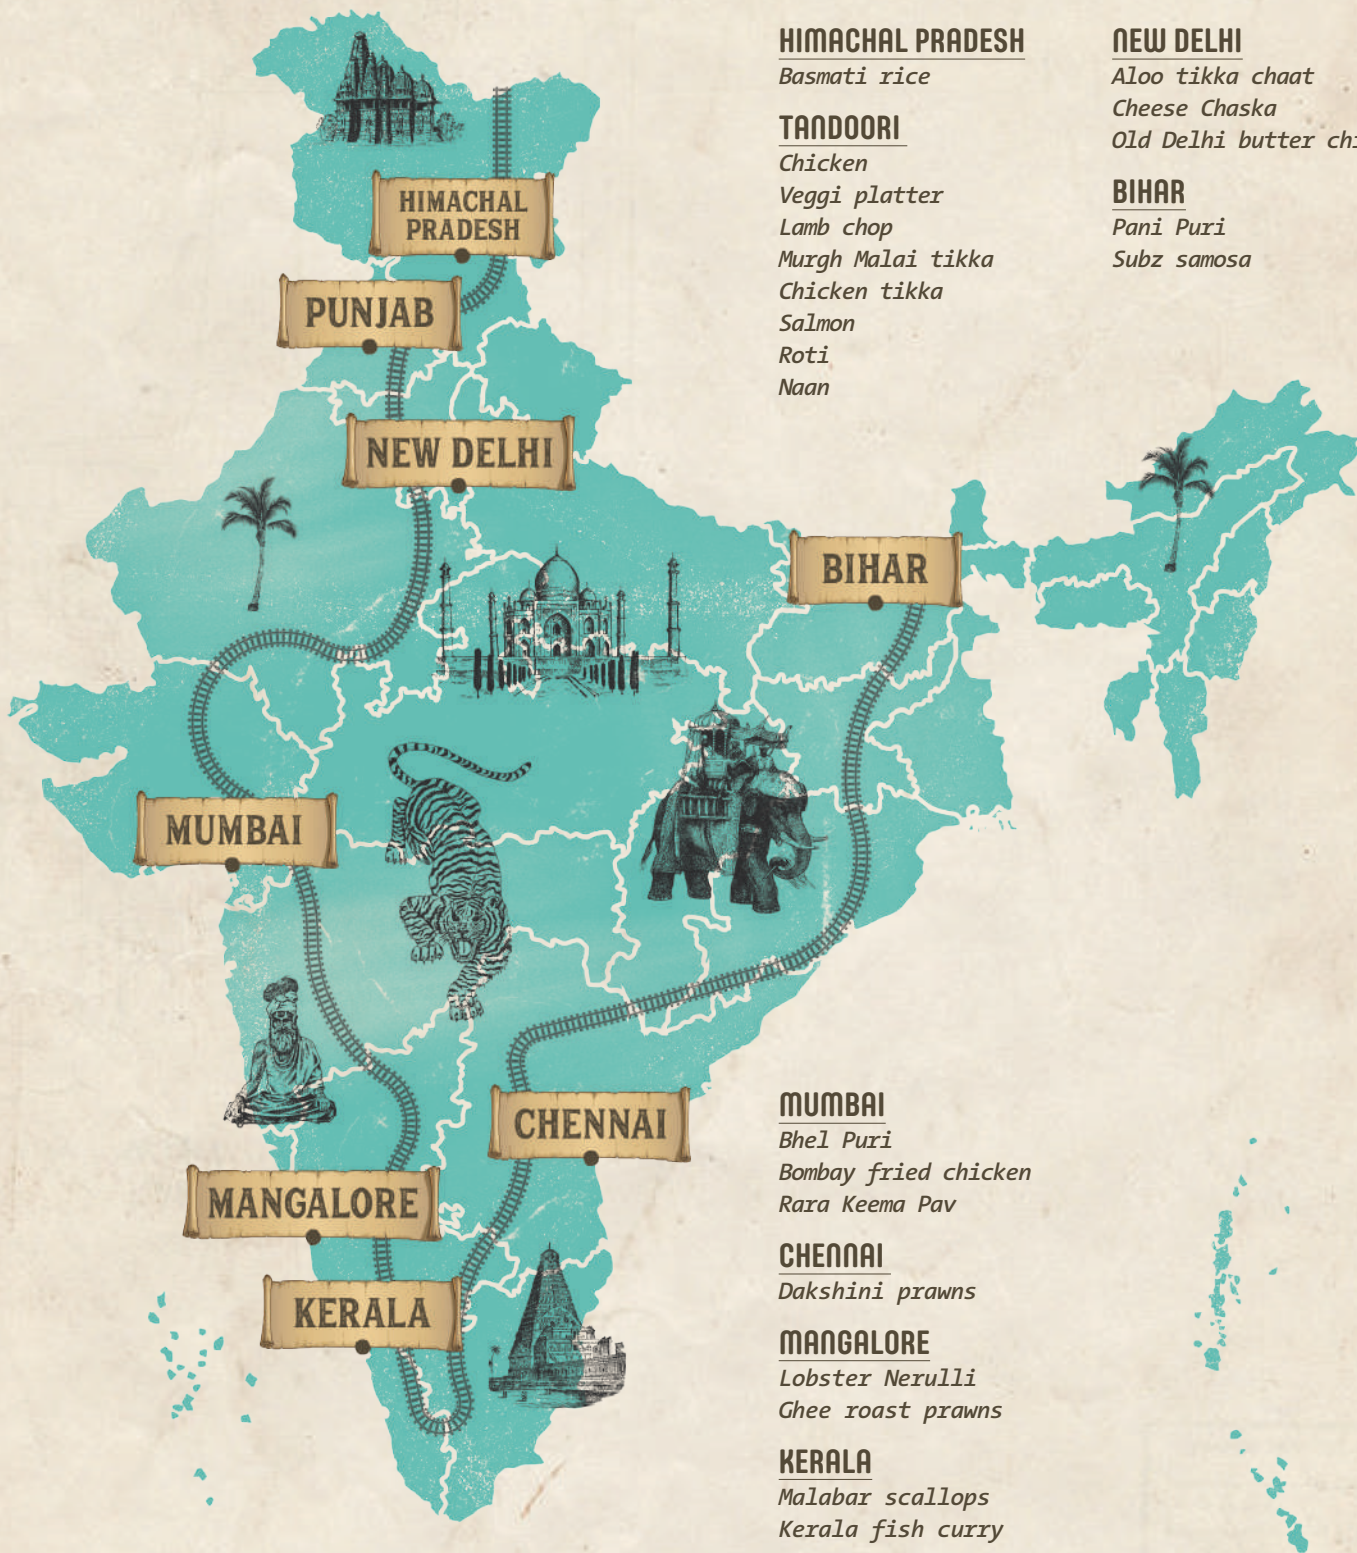 HIMACHAL
PRADESH
PUNJAB
NEW DELHI
BIHAR
MUMBAI
CHENNAI
MANGALORE
KERALA
HIMACHAL PRADESH
Basmati rice
TANDOORI
Chicken
Veggi platter
Lamb chop
Murgh Malai tikka
Chicken tikka
Salmon
Roti
Naan
NEW DELHI
Aloo tikka chaat
Cheese Chaska
Old Delhi butter
BIHAR
Pani Puri
Subz samosa
MUMBAI
Bhel Puri
Bombay fried chicken
Rara Keema Pav
CHENNAI
Dakshini prawns
MANGALORE
Lobster Nerulli
Ghee roast prawns
KERALA
Malabar scallops
Kerala fish curry